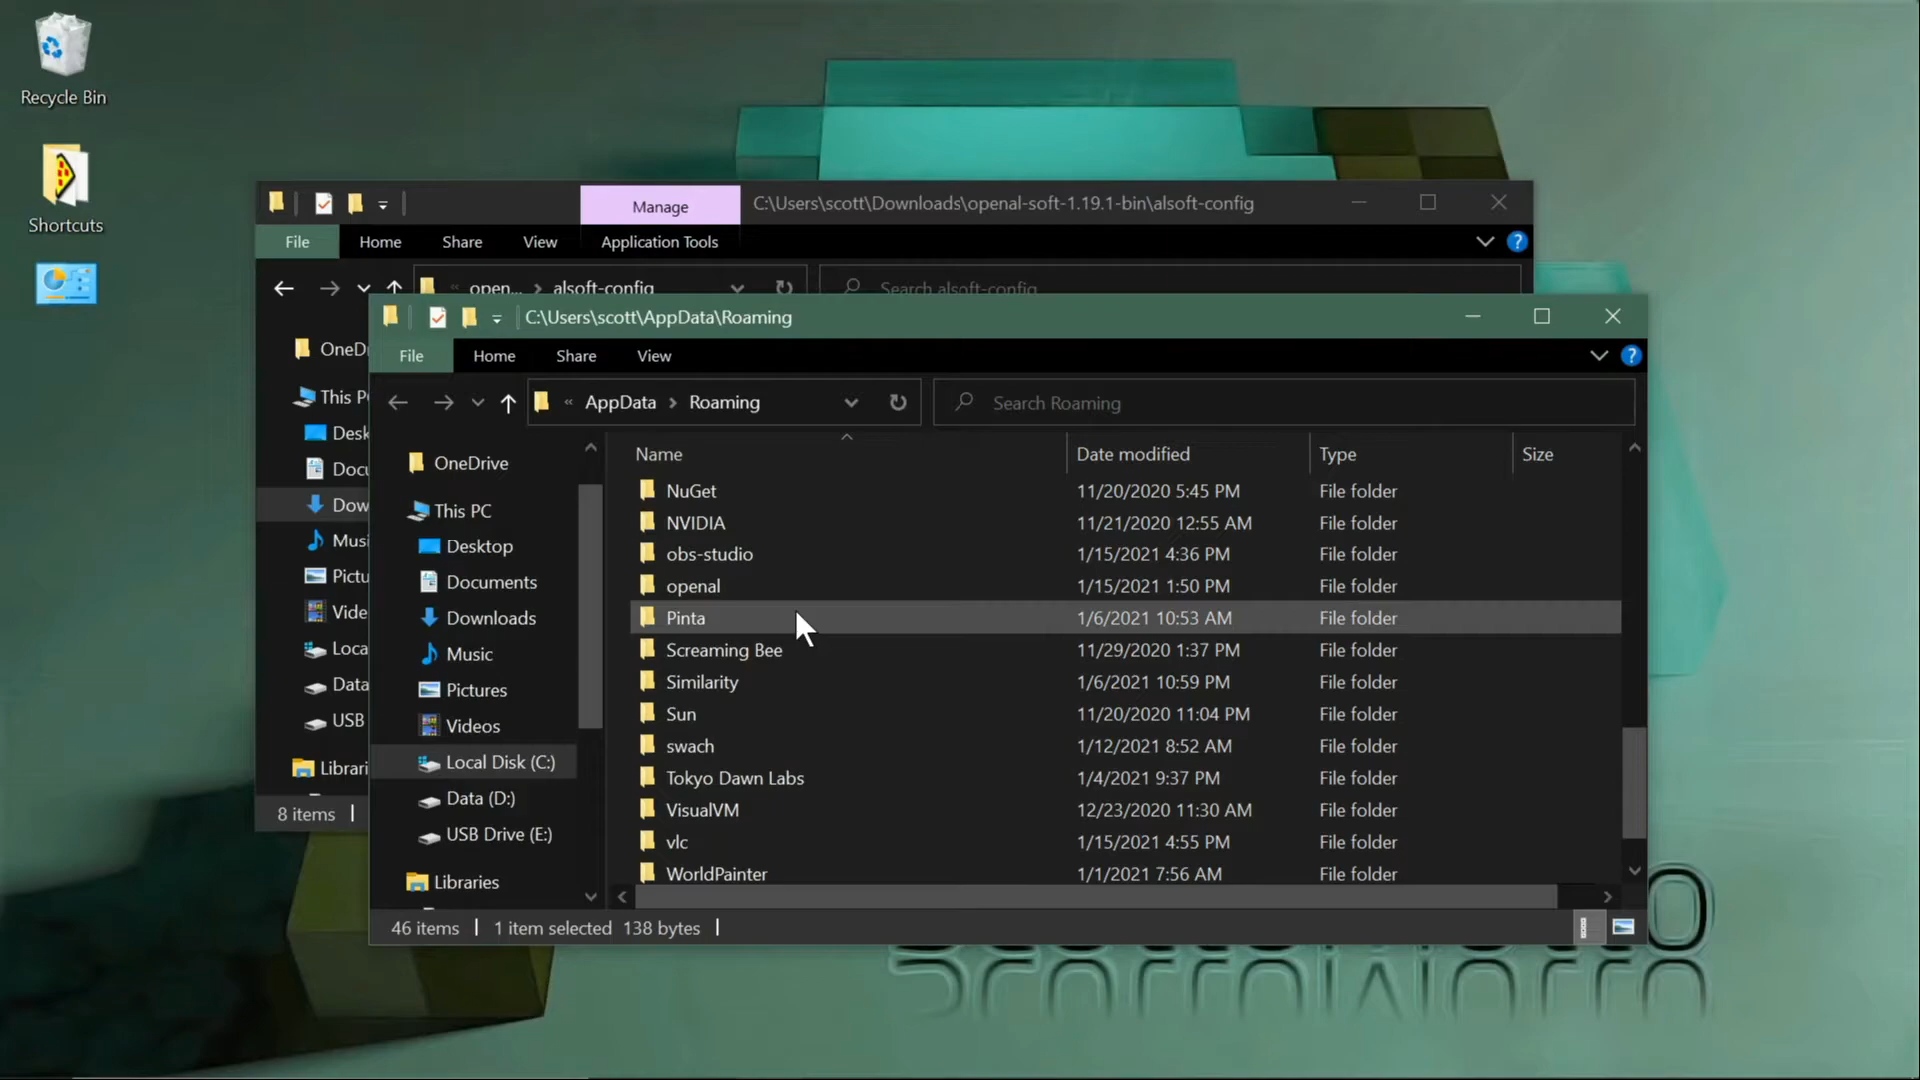 Recycle Bin
Shortcuts
Manage
C:\Users\scott\Downloads\openal-soft-1.19.1-bin\alsoft-config
File
Home
Share
View
Application Tools
« open... > alsoft-config
Search alsoft-config
OneD
This P
Desk
Docu
Dow
Musi
Pictu
Vide
Loca
Data
USB
Librari
8 items
C:\Users\scott\AppData\Roaming
File
Home
Share
View
« AppData > Roaming
Search Roaming
OneDrive
This PC
Desktop
Documents
Downloads
Music
Pictures
Videos
Local Disk (C:)
Data (D:)
USB Drive (E:)
Libraries
Name Date modified Type Size
NuGet 11/20/2020 5:45 PM File folder
NVIDIA 11/21/2020 12:55 AM File folder
obs-studio 1/15/2021 4:36 PM File folder
openal 1/15/2021 1:50 PM File folder
Pinta 1/6/2021 10:53 AM File folder
Screaming Bee 11/29/2020 1:37 PM File folder
Similarity 1/6/2021 10:59 PM File folder
Sun 11/20/2020 11:04 PM File folder
swach 1/12/2021 8:52 AM File folder
Tokyo Dawn Labs 1/4/2021 9:37 PM File folder
VisualVM 12/23/2020 11:30 AM File folder
vlc 1/15/2021 4:55 PM File folder
WorldPainter 1/1/2021 7:56 AM File folder
46 items 1 item selected 138 bytes